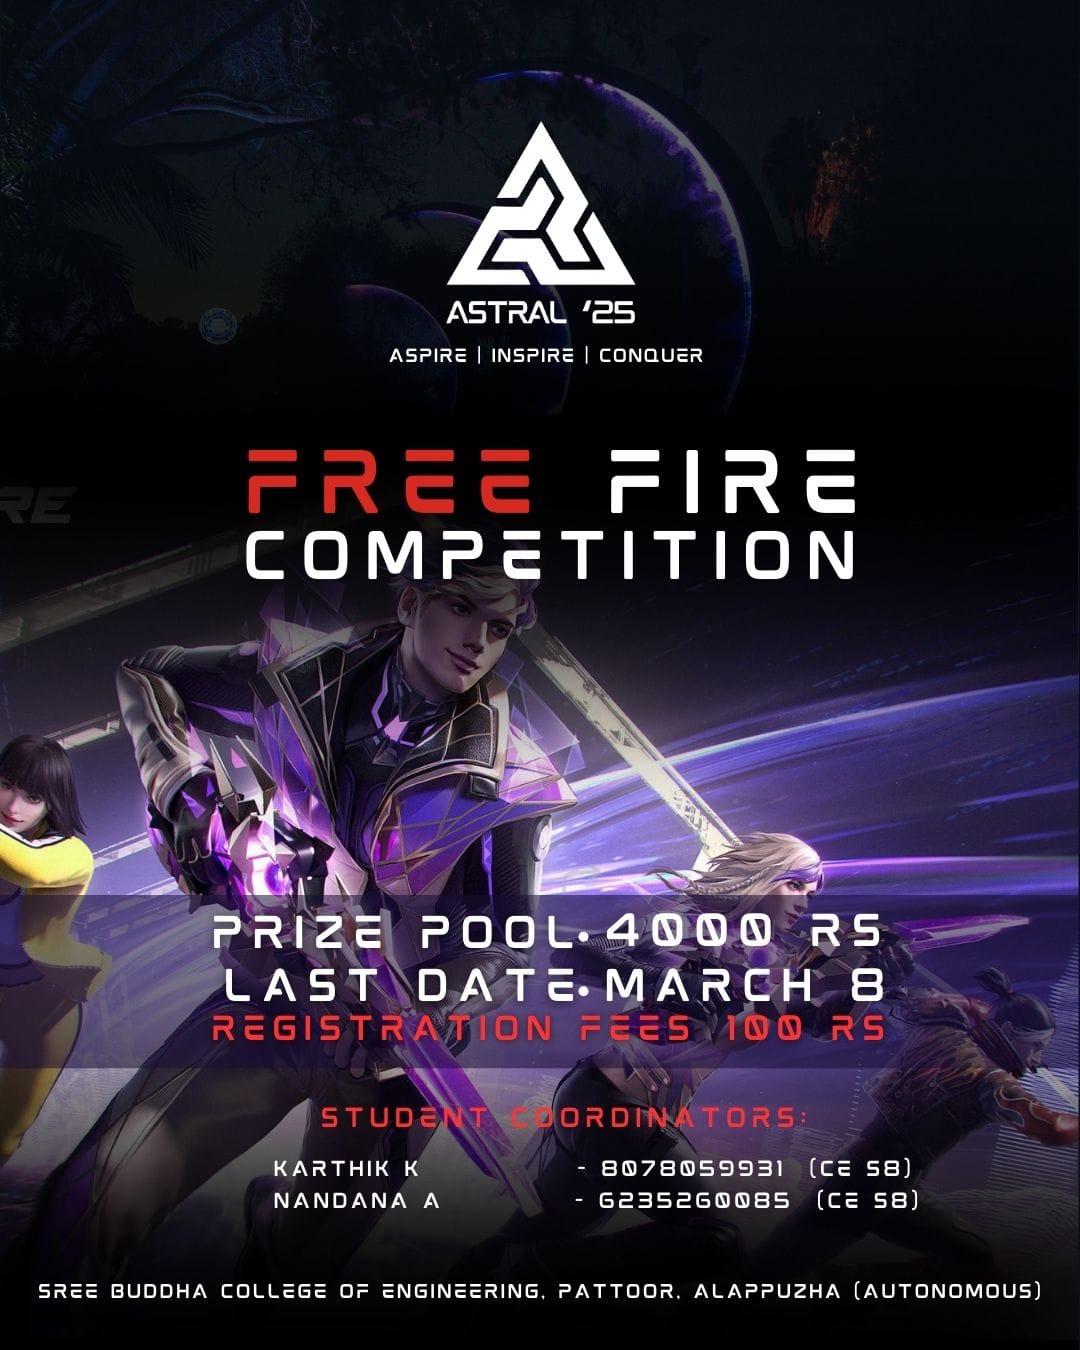 ASTRAL '25
ASPIRE | INSPIRE | CONQUER
FREE FIRE
COMPETITION
RE
PRIZE POOL:4000 RS
LAST DATE:MARCH 8
REGISTRATION FEES 100 RS
STUDENT COORDINATORS:
KARTHIK K - 8078059931 (CE S8)
NANDANA A - 6235260085 (CE S8)
SREE BUDDHA COLLEGE OF ENGINEERING, PATTOOR, ALAPPUZHA (AUTONOMOUS)